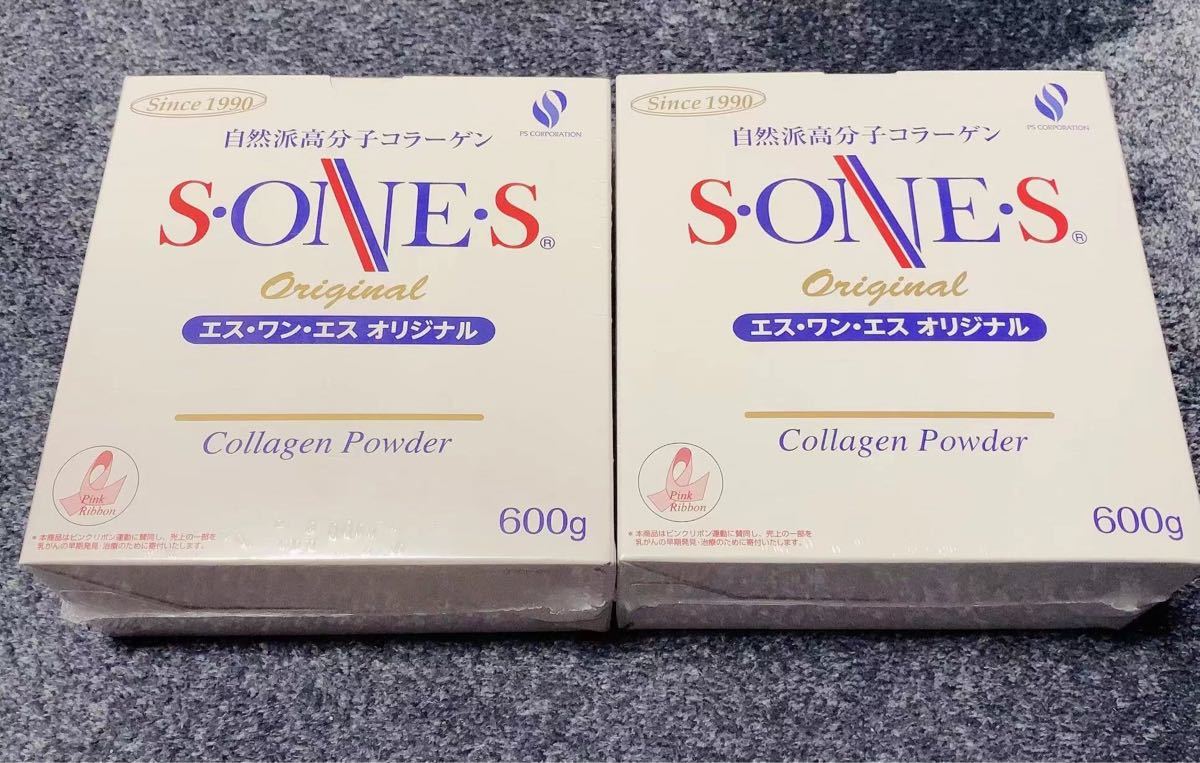 Since 1990
PS CORPORATION
自然派高分子コラーゲン
S·ONE·S®
Original
エス・ワン・エス オリジナル
Collagen Powder
Pink
Ribbon
600g
*本商品はピンクリボン運動に賛同し、売上の一部を
乳がんの早期発見・治療のために寄付いたします。
Since 1990
PS CORPORATION
自然派高分子コラーゲン
S·ONE·S®
Original
エス・ワン・エス オリジナル
Collagen Powder
Pink
Ribbon
600g
*本商品はピンクリボン運動に賛同し、売上の一部を
乳がんの早期発見・治療のために寄付いたします。